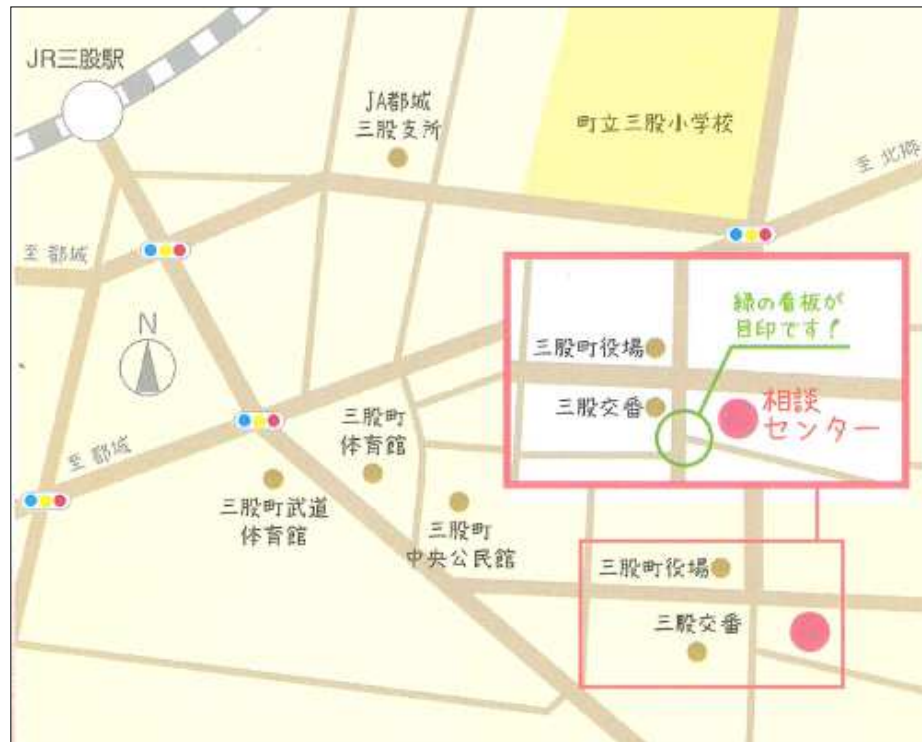 JR三股駅
JA都城
三股支所
町立三股小学校
至 北郷
至 都城
N
緑の看板が
目印です!
三股町役場
三股交番
相談
センター
三股町
体育館
至 都城
三股町武道
体育館
三股町
中央公民館
三股町役場
三股交番